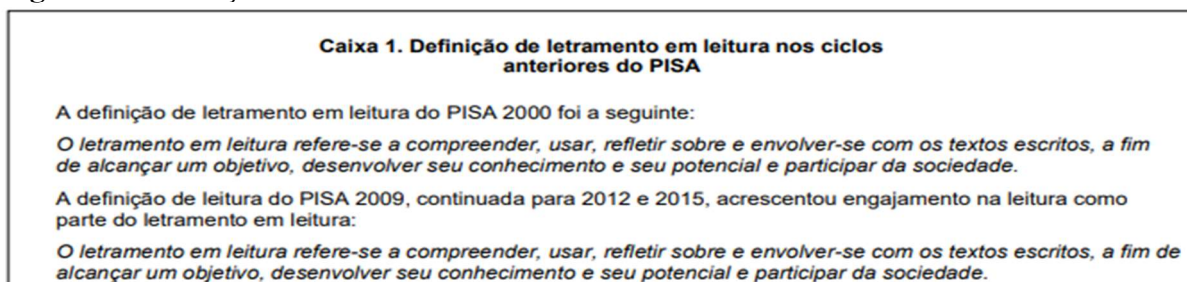 Caixa 1. Definição de letramento em leitura nos ciclos
anteriores do PISA
A definição de letramento em leitura do PISA 2000 foi a seguinte:
O letramento em leitura refere-se a compreender, usar, refletir sobre e envolver-se com os textos escritos, a fim
de alcançar um objetivo, desenvolver seu conhecimento e seu potencial e participar da sociedade.
A definição de leitura do PISA 2009, continuada para 2012 e 2015, acrescentou engajamento na leitura como
parte do letramento em leitura:
O letramento em leitura refere-se a compreender, usar, refletir sobre e envolver-se com os textos escritos, a fim de
alcançar um objetivo, desenvolver seu conhecimento e seu potencial e participar da sociedade.